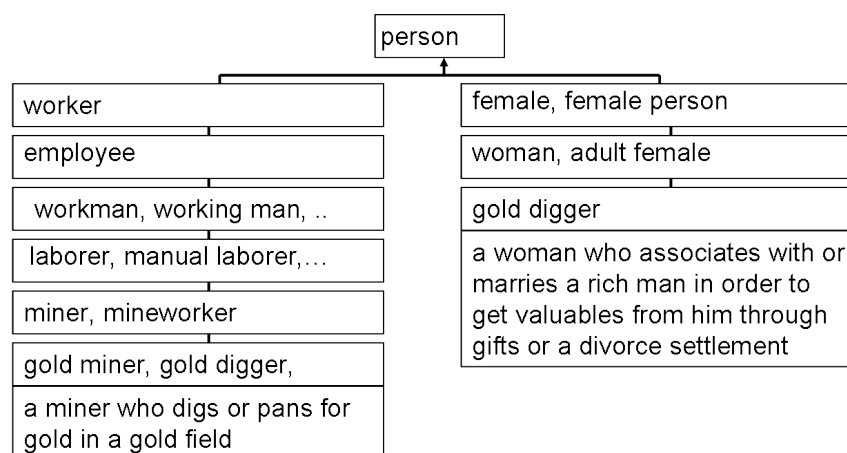 person
worker
employee
workman, working man, ..
laborer, manual laborer,...
miner, mineworker
gold miner, gold digger,
a miner who digs or pans for
gold in a gold field
female, female person
woman, adult female
gold digger
a woman who associates with or
marries a rich man in order to
get valuables from him through
gifts or a divorce settlement